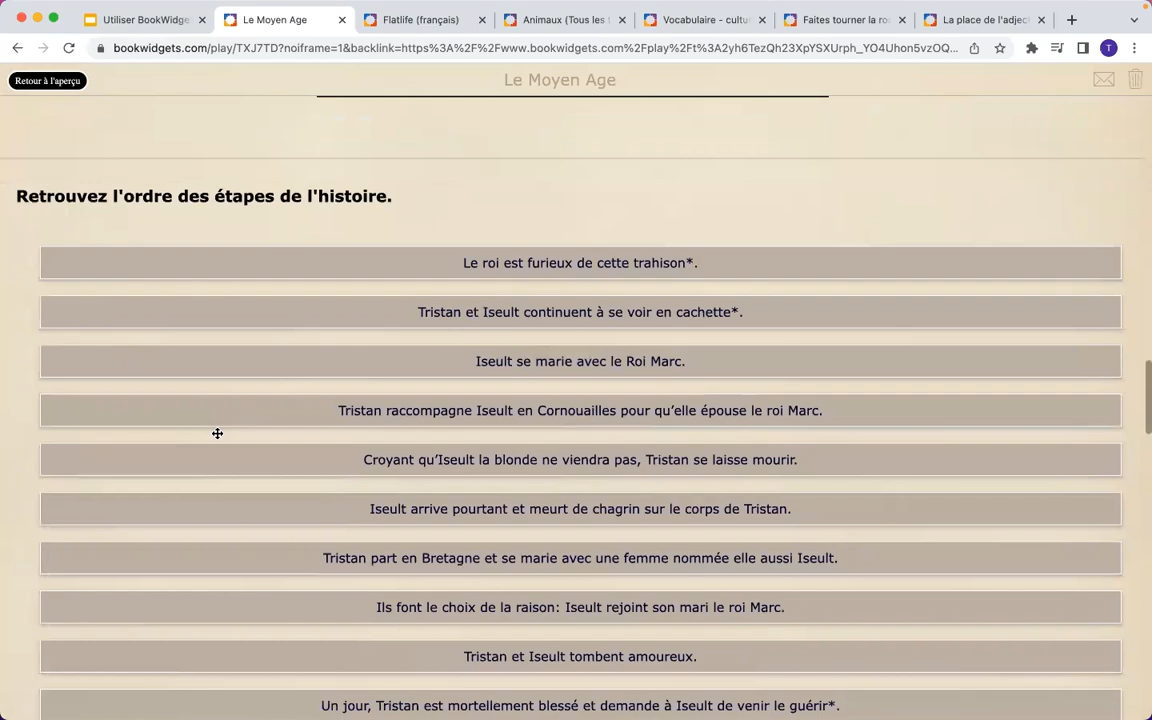 Utiliser BookWidge
Le Moyen Age
Flatlife (français)
Animaux (Tous les
Vocabulaire - cultu
Faites tourner la ro
La place de l'adject
bookwidgets.com/play/TXJ7TD?noiframe=1&backlink=https%3A%2F%2Fwww.bookwidgets.com%2Fplay%2Ft%3A2yh6TezQh23XpYSXUrph_YO4Uhon5vzOQ...
T
Retour à l'aperçu
Le Moyen Age
Retrouvez l'ordre des étapes de l'histoire.
Le roi est furieux de cette trahison*.
Tristan et Iseult continuent à se voir en cachette*.
Iseult se marie avec le Roi Marc.
Tristan raccompagne Iseult en Cornouailles pour qu’elle épouse le roi Marc.
Croyant qu’Iseult la blonde ne viendra pas, Tristan se laisse mourir.
Iseult arrive pourtant et meurt de chagrin sur le corps de Tristan.
Tristan part en Bretagne et se marie avec une femme nommée elle aussi Iseult.
Ils font le choix de la raison: Iseult rejoint son mari le roi Marc.
Tristan et Iseult tombent amoureux.
Un jour, Tristan est mortellement blessé et demande à Iseult de venir le guérir*.